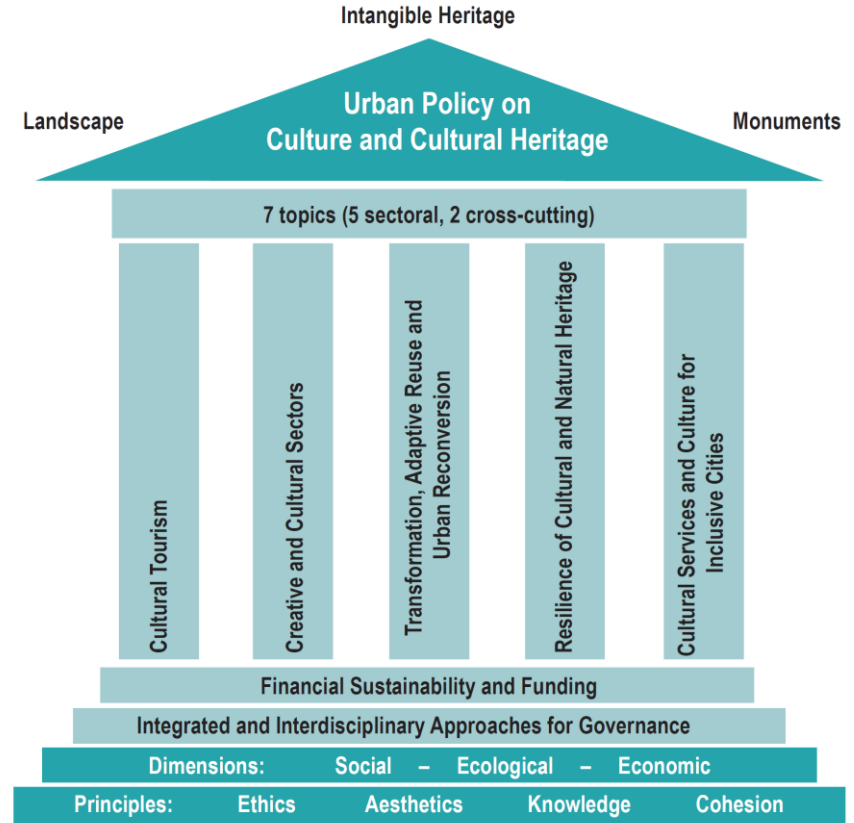 Intangible Heritage
Landscape
Urban Policy on
Culture and Cultural Heritage
Monuments
7 topics (5 sectoral, 2 cross-cutting)
Cultural Tourism
Creative and Cultural Sectors
Transformation, Adaptive Reuse and
Urban Reconversion
Resilience of Cultural and Natural Heritage
Cultural Services and Culture for
Inclusive Cities
Financial Sustainability and Funding
Integrated and Interdisciplinary Approaches for Governance
Dimensions: Social – Ecological – Economic
Principles: Ethics Aesthetics Knowledge Cohesion